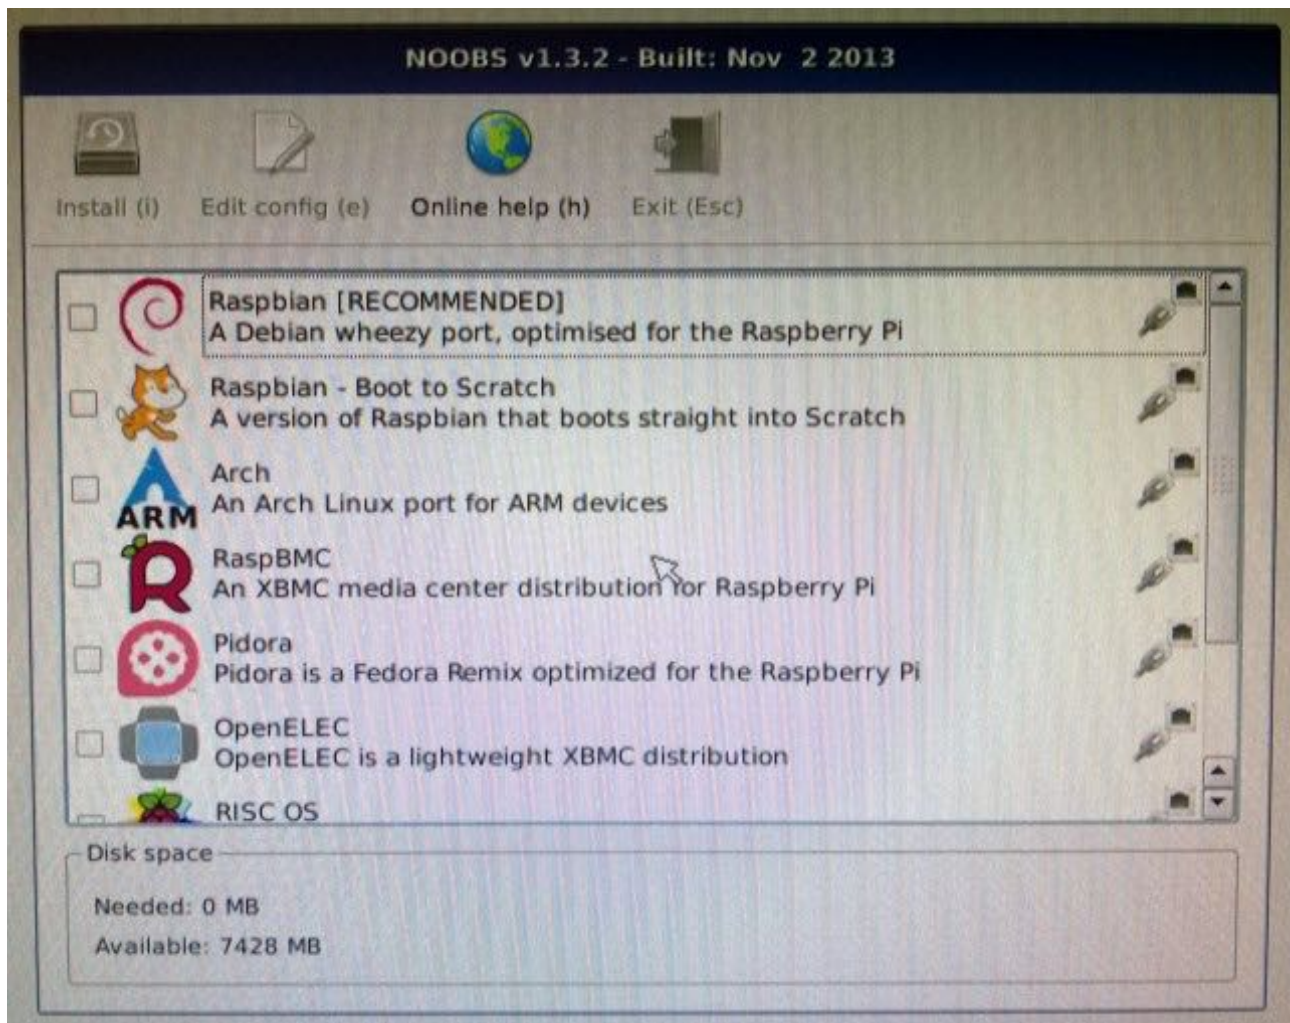 NOOBS v1.3.2 - Built: Nov  2 2013
Install (i) Edit config (e) Online help (h) Exit (Esc)
Raspbian [RECOMMENDED]
A Debian wheezy port, optimised for the Raspberry Pi
Raspbian - Boot to Scratch
A version of Raspbian that boots straight into Scratch
Arch
An Arch Linux port for ARM devices
ARM
RaspBMC
An XBMC media center distribution for Raspberry Pi
Pidora
Pidora is a Fedora Remix optimized for the Raspberry Pi
OpenELEC
OpenELEC is a lightweight XBMC distribution
RISC OS
Disk space
Needed: 0 MB
Available: 7428 MB